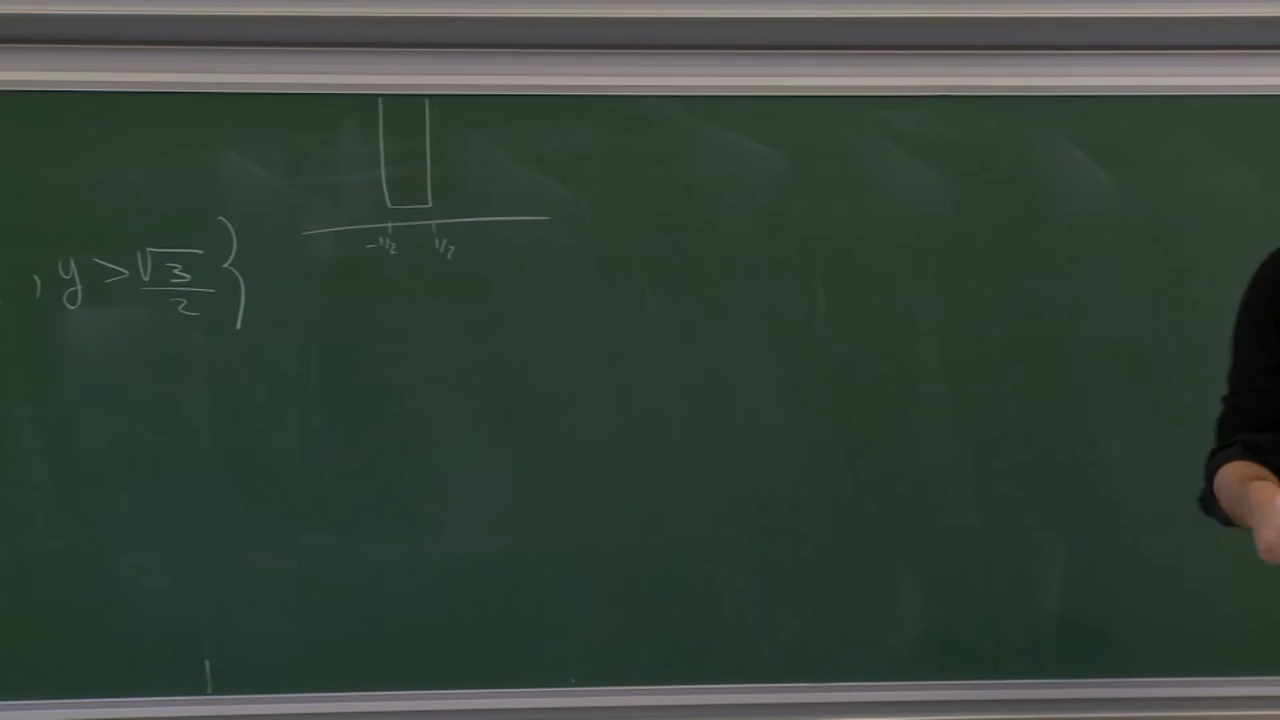 , y > √3/2 }
-1/2 1/2